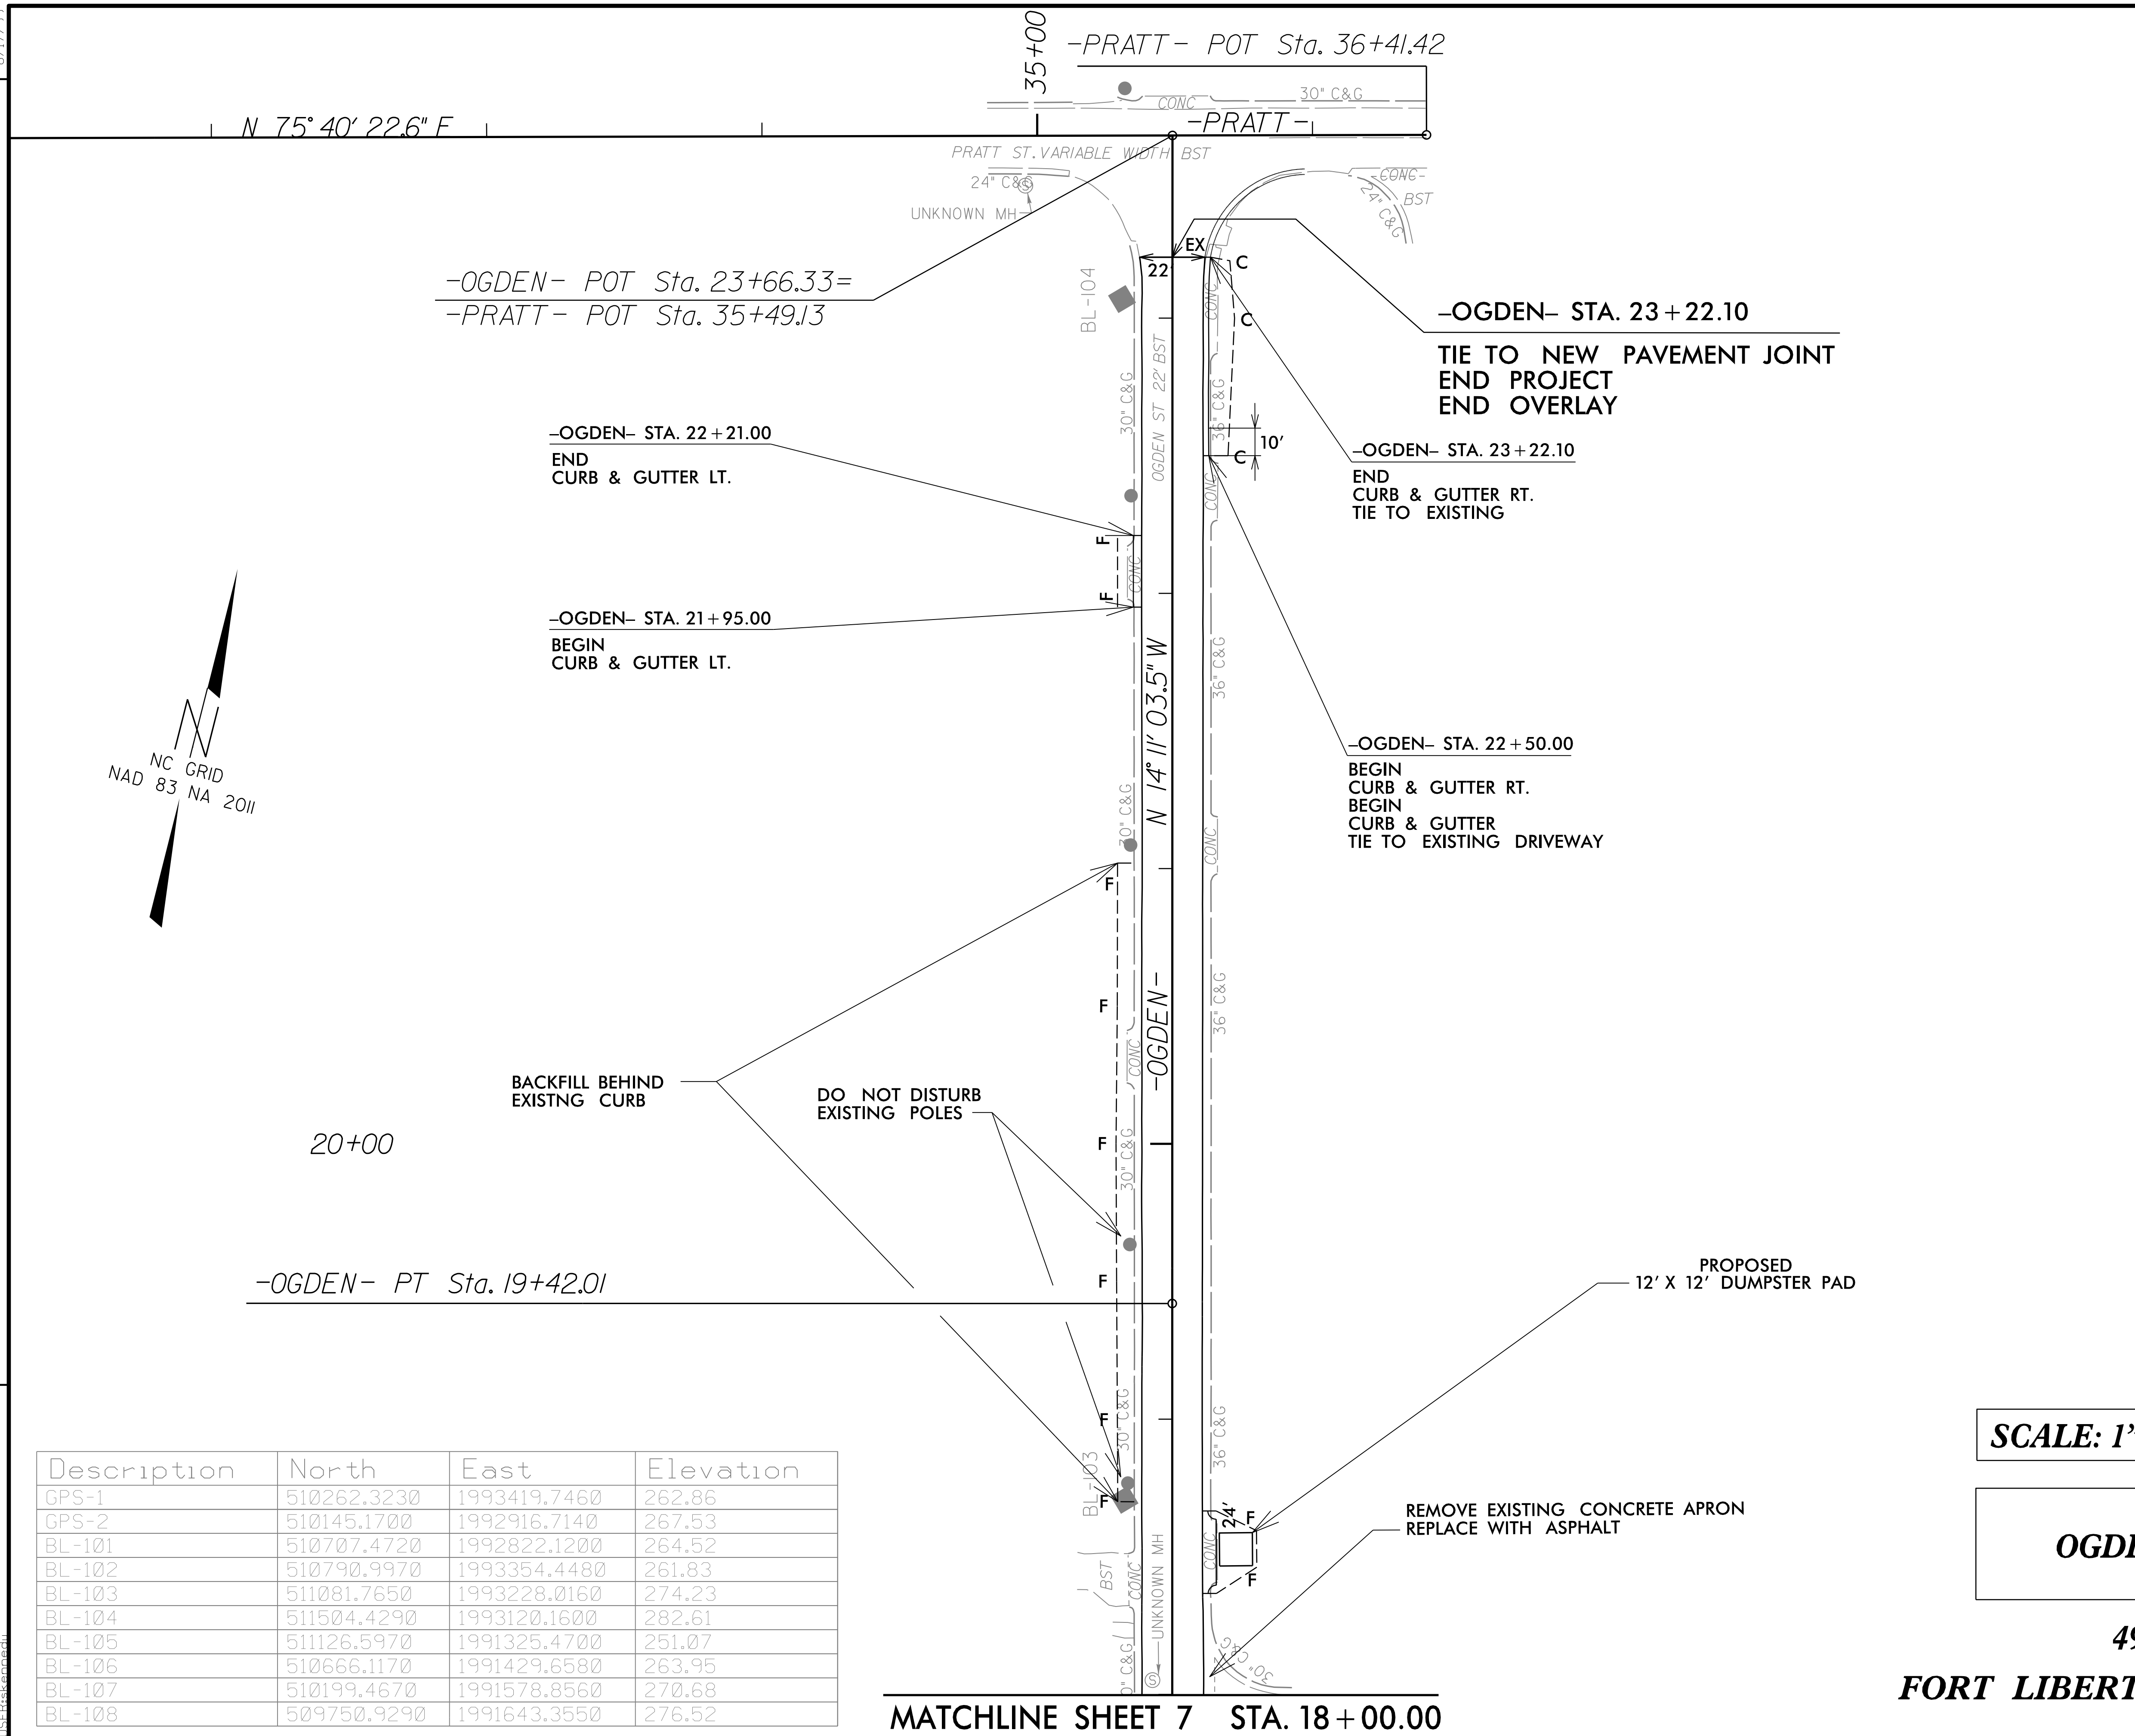 35+00
-PRATT- POT Sta. 36+41.42
30" C&G
CONC
N 75° 40' 22.6" E
-PRATT-
PRATT ST. VARIABLE WIDTH BST
24" C&G
S
UNKNOWN MH
CONC
BST
24" C&G
EX
22'
C
BL-104
CONC
C
-OGDEN- POT Sta. 23+66.33=
-PRATT- POT Sta. 35+49.13
-OGDEN- STA. 23+22.10
TIE TO NEW PAVEMENT JOINT
END PROJECT
END OVERLAY
30" C&G
OGDEN ST 22' BST
36" C&G
10'
C
CONC
-OGDEN- STA. 22+21.00
END
CURB & GUTTER LT.
-OGDEN- STA. 23+22.10
END
CURB & GUTTER RT.
TIE TO EXISTING
F
CONC
F
-OGDEN- STA. 21+95.00
BEGIN
CURB & GUTTER LT.
N 14° 11' 03.5" W
36" C&G
NC GRID
NAD 83 NA 2011
-OGDEN- STA. 22+50.00
BEGIN
CURB & GUTTER RT.
BEGIN
CURB & GUTTER
TIE TO EXISTING DRIVEWAY
30" C&G
CONC
F
F
-OGDEN-
36" C&G
CONC
BACKFILL BEHIND
EXISTNG CURB
DO NOT DISTURB
EXISTING POLES
20+00
F
30" C&G
F
-OGDEN- PT Sta. 19+42.01
PROPOSED
12' X 12' DUMPSTER PAD
F
30" C&G
36" C&G
BL-103
F
24'
F
CONC
F
REMOVE EXISTING CONCRETE APRON
REPLACE WITH ASPHALT
BST
CONC
UNKNOWN MH
S
30" C&G
SCALE: 1"
49
FORT LIBERT
Description North East Elevation
GPS-1 510262.3230 1993419.7460 262.86
GPS-2 510145.1700 1992916.7140 267.53
BL-101 510707.4720 1992822.1200 264.52
BL-102 510790.9970 1993354.4480 261.83
BL-103 511081.7650 1993228.0160 274.23
BL-104 511504.4290 1993120.1600 282.61
BL-105 511126.5970 1991325.4700 251.07
BL-106 510666.1170 1991429.6580 263.95
BL-107 510199.4670 1991578.8560 270.68
BL-108 509750.9290 1991643.3550 276.52
MATCHLINE SHEET 7 STA. 18+00.00